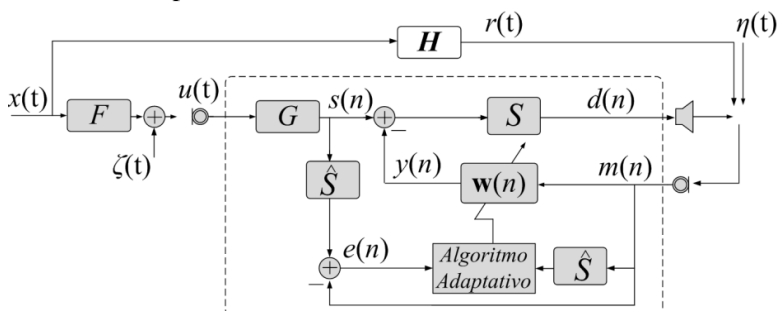 H
r(t)
η(t)
x(t)
F
+
u(t)
ζ(t)
G
s(n)
+
−
S
d(n)
Ŝ
y(n)
w(n)
m(n)
+
−
e(n)
Algoritmo
Adaptativo
Ŝ